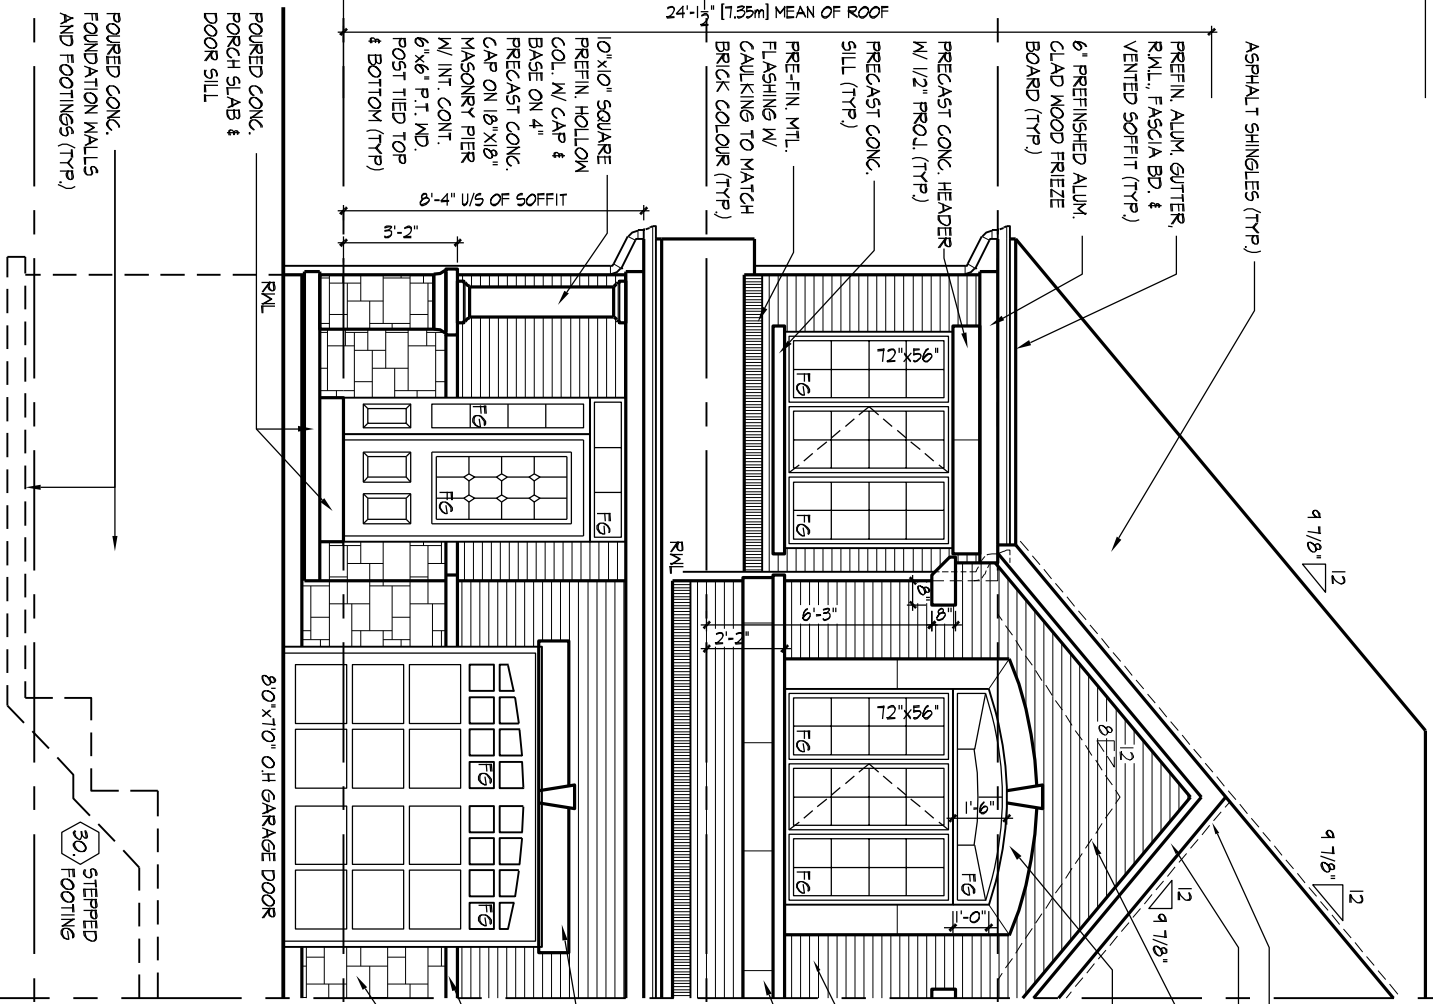 24'-1½" [7.35m] MEAN OF ROOF
ASPHALT SHINGLES (TYP.)
PREFIN. ALUM. GUTTER,
R.W.L., FASCIA BD. &
VENTED SOFFIT (TYP.)
6" PREFINISHED ALUM.
CLAD WOOD FRIEZE
BOARD (TYP.)
PRECAST CONC. HEADER
W/ 1/2" PROJ. (TYP.)
PRECAST CONC.
SILL (TYP.)
PRE-FIN. MTL.
FLASHING W/
CAULKING TO MATCH
BRICK COLOUR (TYP.)
10"x10" SQUARE
PREFIN. HOLLOW
COL. W/ CAP &
BASE ON 4"
PRECAST CONC.
CAP ON 18"X18"
MASONRY PIER
W/ INT. CONT.
6"x6" P.T. WD.
POST TIED TOP
& BOTTOM (TYP.)
POURED CONC.
PORCH SLAB &
DOOR SILL
POURED CONC.
FOUNDATION WALLS
AND FOOTINGS (TYP.)
8'-4" U/S OF SOFFIT
3'-2"
RWL
72"x56"
FG
FG
FG
FG
FG
RWL
9 7/8"
12
8"
8"
6'-3"
2'-2"
72"x56"
FG
FG
FG
1'-6"
1'-0"
12
8
12
9 7/8"
9 7/8"
12
FG
FG
8'0"x7'0" O.H GARAGE DOOR
30.
STEPPED
FOOTING